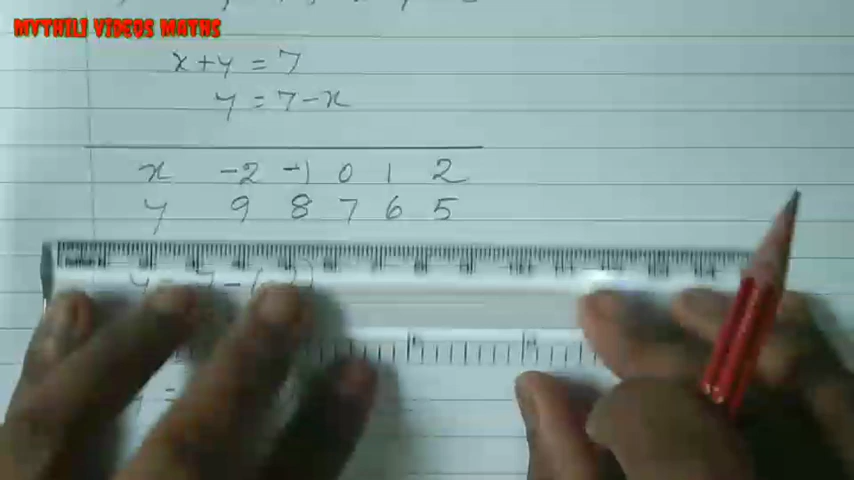 MYTHILI VIDEOS MATHS
x+y = 7
y = 7-x
x -2 -1 0 1 2
y 9 8 7 6 5